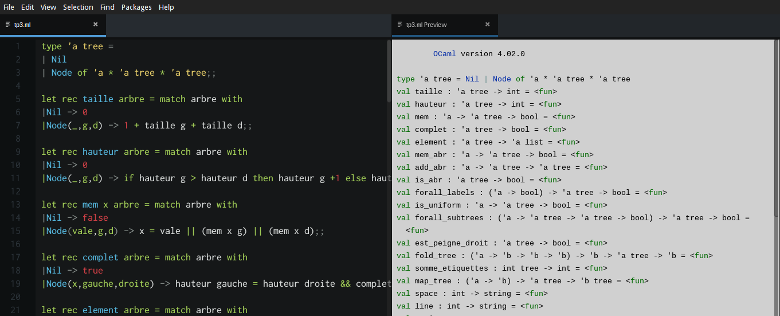 File Edit View Selection Find Packages Help
tp3.ml
tp3.ml Preview
1 type 'a tree =
2 | Nil
3 | Node of 'a * 'a tree * 'a tree;;
4
5 let rec taille arbre = match arbre with
6 |Nil -> 0
7 |Node(_,g,d) -> 1 + taille g + taille d;;
8
9 let rec hauteur arbre = match arbre with
10 |Nil -> 0
11 |Node(_,g,d) -> if hauteur g > hauteur d then hauteur g +1 else haut
12
13 let rec mem x arbre = match arbre with
14 |Nil -> false
15 |Node(vale,g,d) -> x = vale || (mem x g) || (mem x d);;
16
17 let rec complet arbre = match arbre with
18 |Nil -> true
19 |Node(x,gauche,droite) -> hauteur gauche = hauteur droite && complet
20
21 let rec element arbre = match arbre with
OCaml version 4.02.0
type 'a tree = Nil | Node of 'a * 'a tree * 'a tree
val taille : 'a tree -> int = <fun>
val hauteur : 'a tree -> int = <fun>
val mem : 'a -> 'a tree -> bool = <fun>
val complet : 'a tree -> bool = <fun>
val element : 'a tree -> 'a list = <fun>
val mem_abr : 'a -> 'a tree -> bool = <fun>
val add_abr : 'a -> 'a tree -> 'a tree = <fun>
val is_abr : 'a tree -> bool = <fun>
val forall_labels : ('a -> bool) -> 'a tree -> bool = <fun>
val is_uniform : 'a -> 'a tree -> bool = <fun>
val forall_subtrees : ('a -> 'a tree -> 'a tree -> bool) -> 'a tree -> bool =
<fun>
val est_peigne_droit : 'a tree -> bool = <fun>
val fold_tree : ('a -> 'b -> 'b -> 'b) -> 'b -> 'a tree -> 'b = <fun>
val somme_etiquettes : int tree -> int = <fun>
val map_tree : ('a -> 'b) -> 'a tree -> 'b tree = <fun>
val space : int -> string = <fun>
val line : int -> string = <fun>